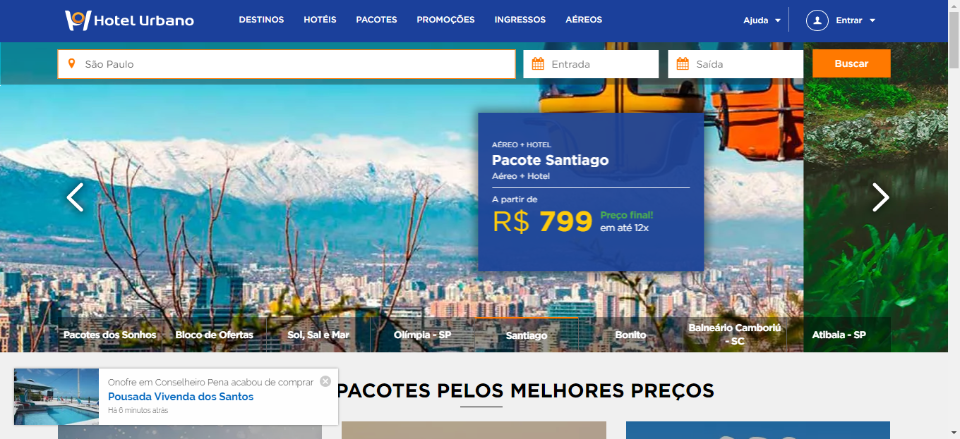 Hotel Urbano
DESTINOS HOTÉIS PACOTES PROMOÇÕES INGRESSOS AÉREOS
Ajuda Entrar
São Paulo
Entrada
Saída
Buscar
AÉREO + HOTEL
Pacote Santiago
Aéreo + Hotel
A partir de
R$ 799 Preço final!
em até 12x
Pacotes dos Sonhos
Bloco de Ofertas
Sol, Sal e Mar
Olímpia - SP
Santiago
Bonito
Balneário Camboriú
- SC
Atibaia - SP
Onofre em Conselheiro Pena acabou de comprar
Pousada Vivenda dos Santos
Há 6 minutos atrás
PACOTES PELOS MELHORES PREÇOS